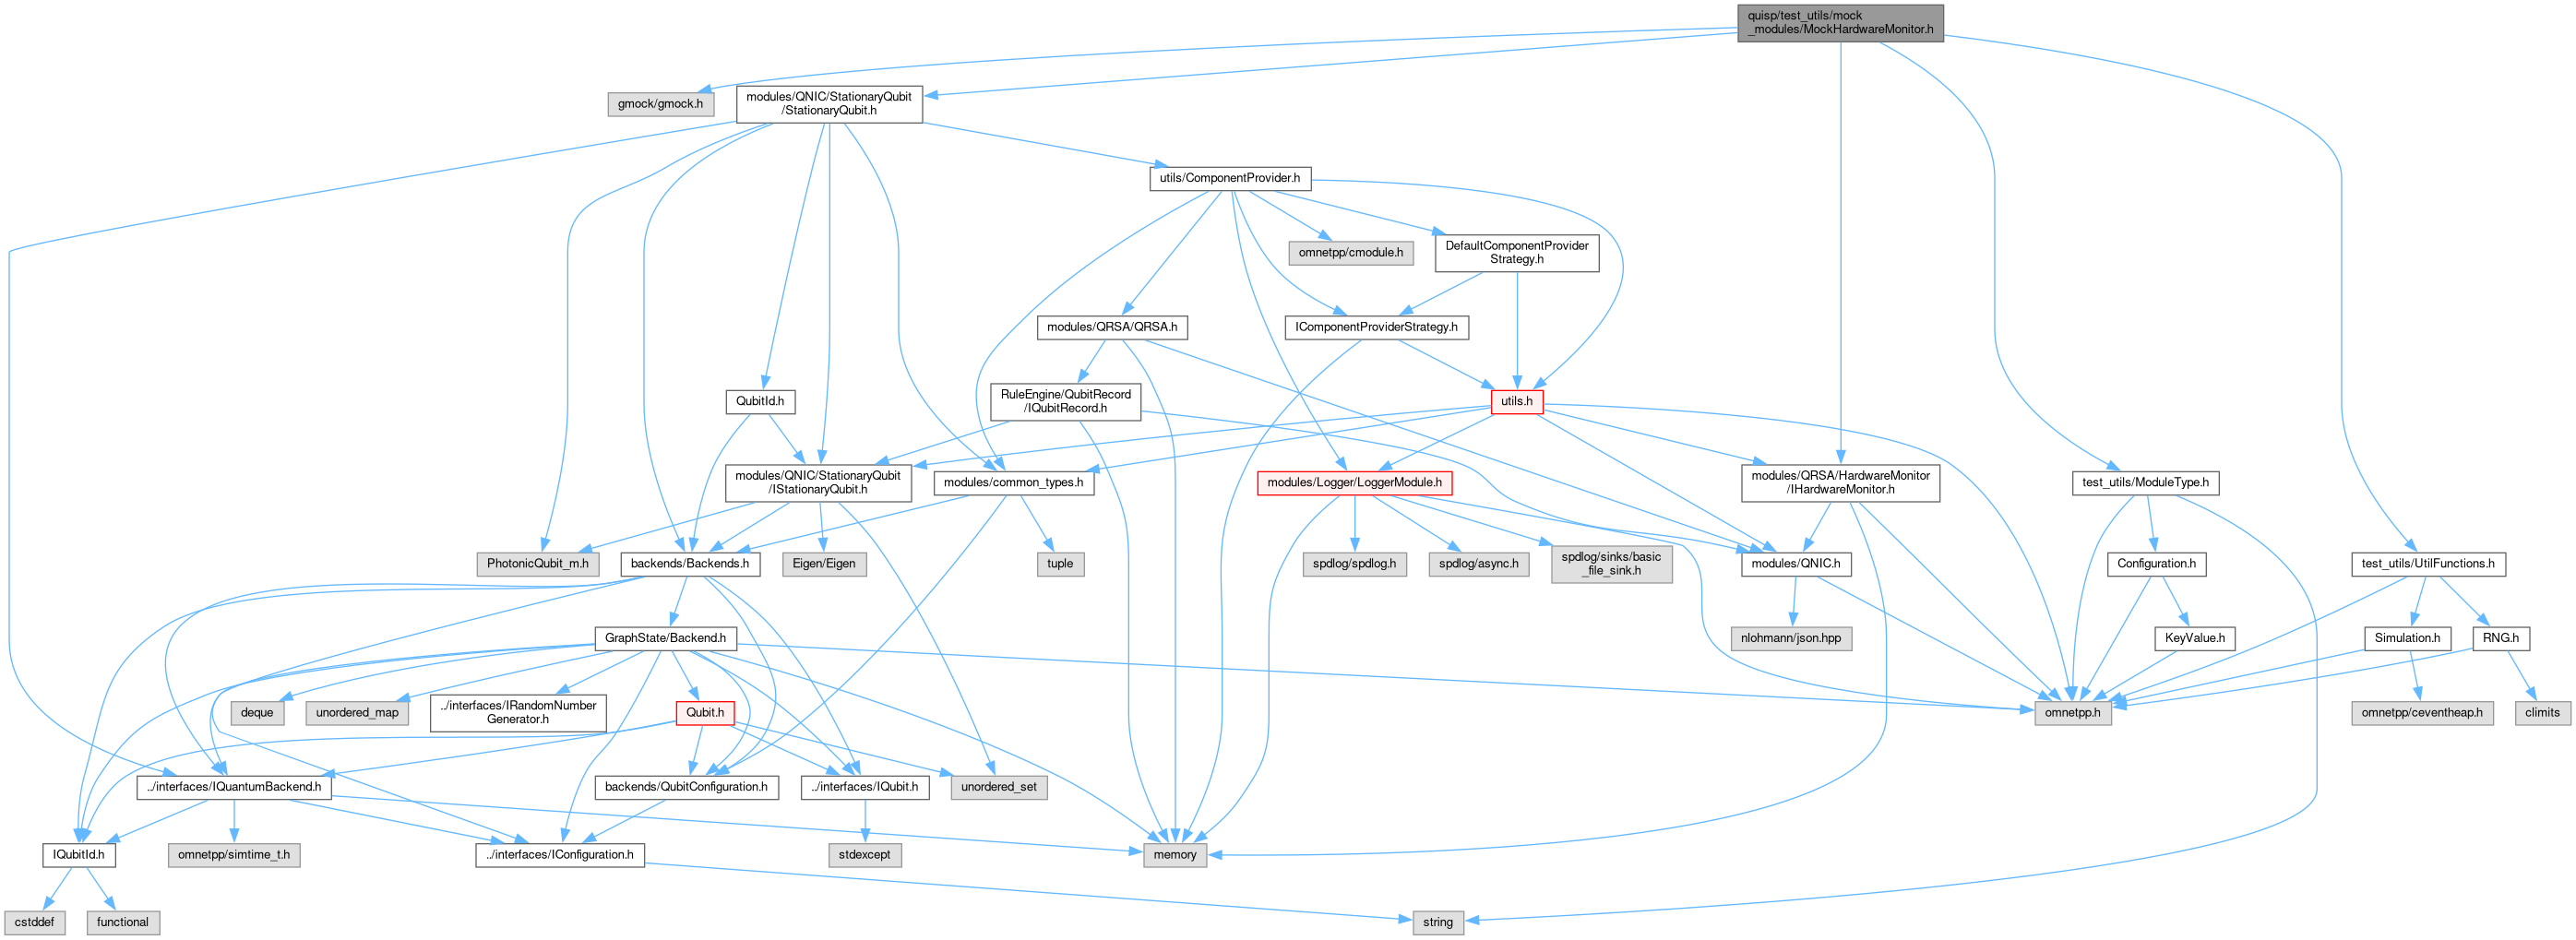 quisp/test_utils/mock
_modules/MockHardwareMonitor.h
gmock/gmock.h
modules/QNIC/StationaryQubit
/StationaryQubit.h
utils/ComponentProvider.h
omnetpp/cmodule.h
DefaultComponentProvider
Strategy.h
modules/QRSA/QRSA.h
IComponentProviderStrategy.h
QubitId.h
RuleEngine/QubitRecord
/IQubitRecord.h
utils.h
modules/QNIC/StationaryQubit
/IStationaryQubit.h
modules/common_types.h
modules/Logger/LoggerModule.h
modules/QRSA/HardwareMonitor
/IHardwareMonitor.h
test_utils/ModuleType.h
PhotonicQubit_m.h
backends/Backends.h
Eigen/Eigen
tuple
spdlog/spdlog.h
spdlog/async.h
spdlog/sinks/basic
_file_sink.h
modules/QNIC.h
Configuration.h
test_utils/UtilFunctions.h
GraphState/Backend.h
nlohmann/json.hpp
KeyValue.h
Simulation.h
RNG.h
deque
unordered_map
../interfaces/IRandomNumber
Generator.h
Qubit.h
omnetpp.h
omnetpp/ceventheap.h
climits
../interfaces/IQuantumBackend.h
backends/QubitConfiguration.h
../interfaces/IQubit.h
unordered_set
IQubitId.h
omnetpp/simtime_t.h
../interfaces/IConfiguration.h
stdexcept
memory
cstddef
functional
string